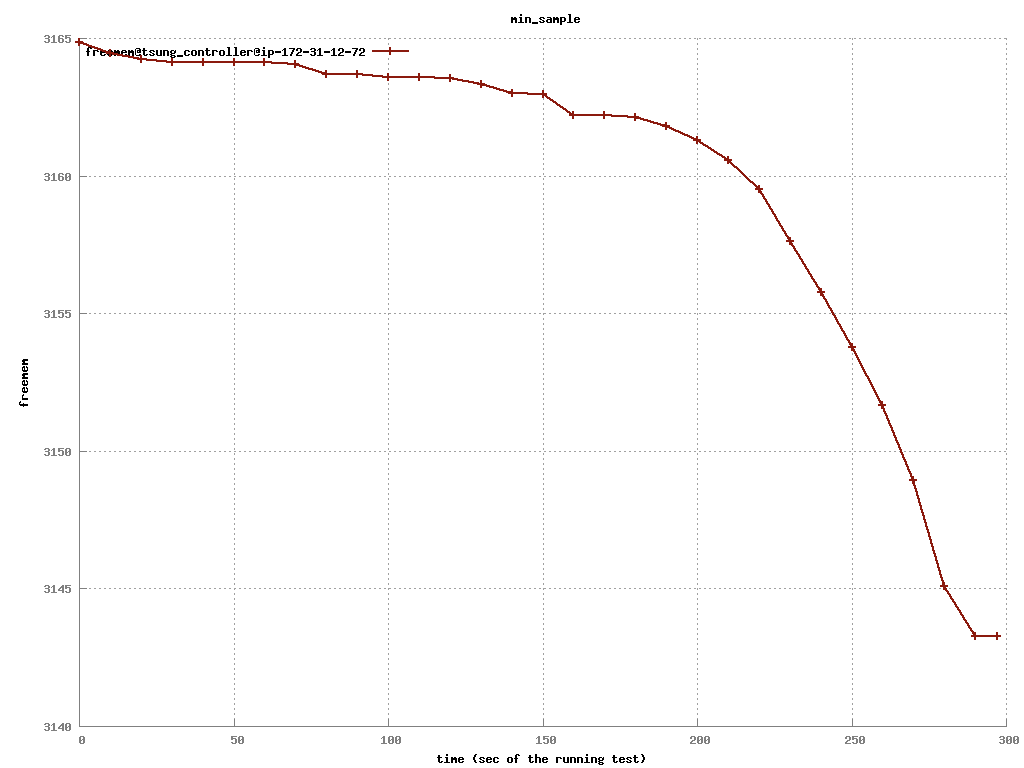 min_sample
3165
freemem@tsung_controller@ip-172-31-12-72
3160
3155
freemem
3150
3145
3140
0 50 100 150 200 250 300
time (sec of the running test)